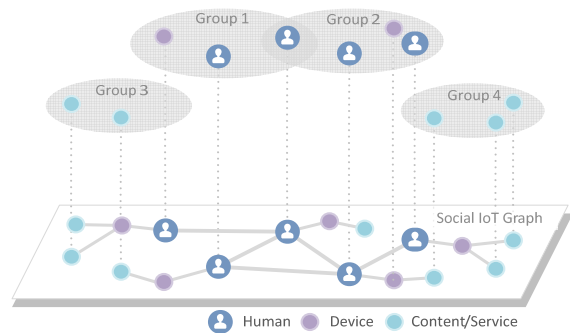 Group 1
Group 2
Group 3
Group 4
Social IoT Graph
Human Device Content/Service